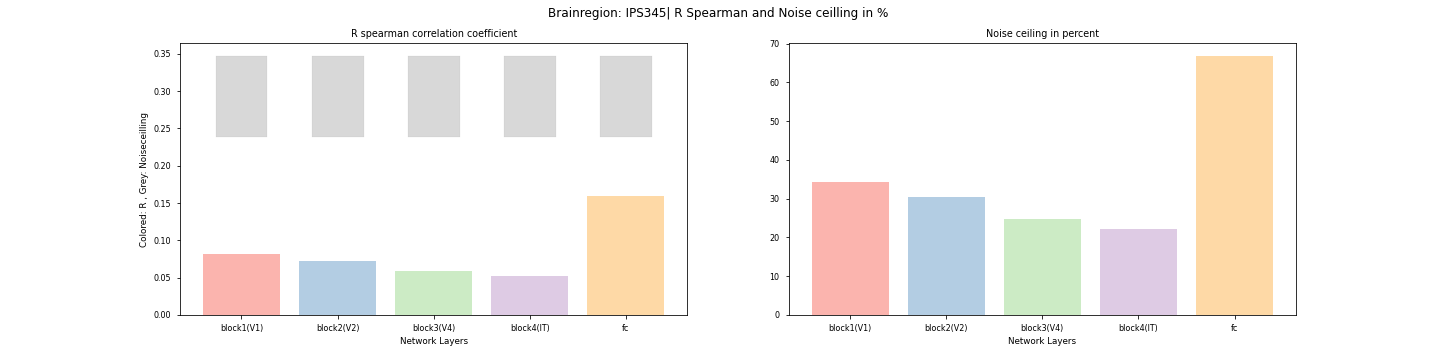 Brainregion: IPS345| R Spearman and Noise ceilling in %
R spearman correlation coefficient
Colored: R , Grey: Noiseceilling
0.35
0.30
0.25
0.20
0.15
0.10
0.05
0.00
block1(V1) block2(V2) block3(V4) block4(IT) fc
Network Layers
Noise ceiling in percent
70
60
50
40
30
20
10
0
block1(V1) block2(V2) block3(V4) block4(IT) fc
Network Layers